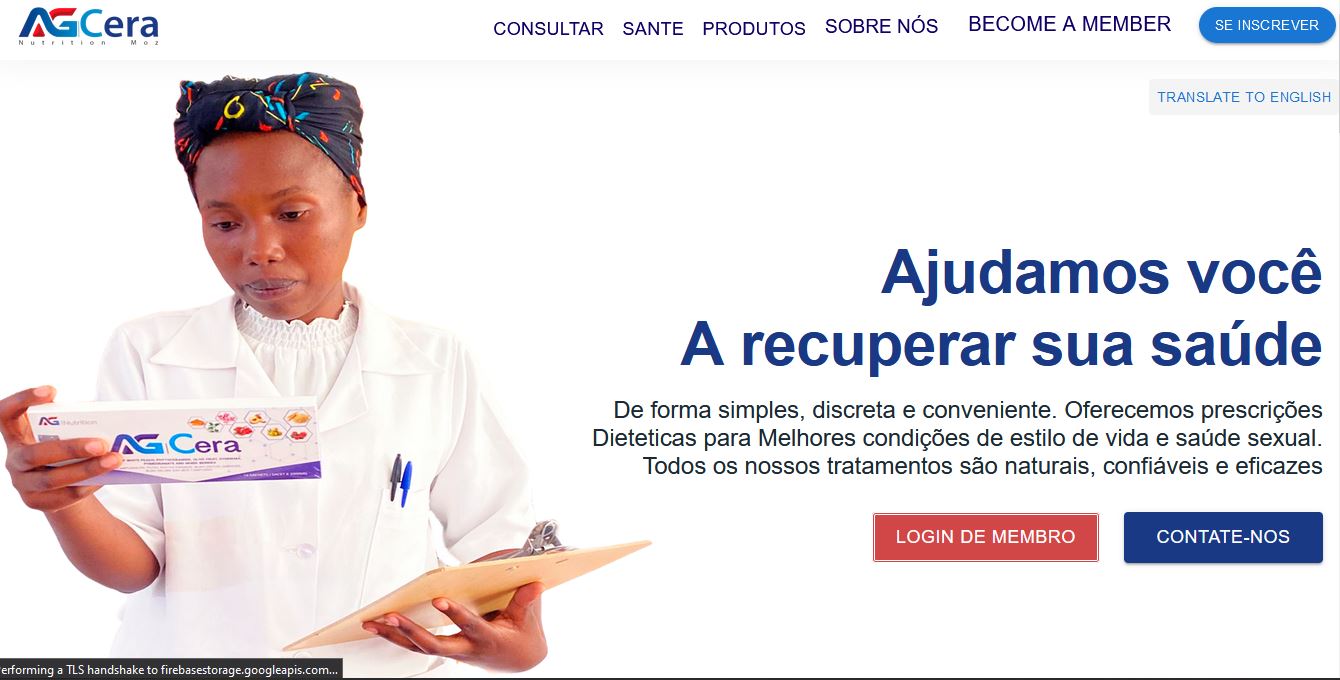 AGCera
Nutrition Moz
CONSULTAR
SANTE
PRODUTOS
SOBRE NÓS
BECOME A MEMBER
SE INSCREVER
TRANSLATE TO ENGLISH
Ajudamos você
A recuperar sua saúde
De forma simples, discreta e conveniente. Oferecemos prescrições
Dieteticas para Melhores condições de estilo de vida e saúde sexual.
Todos os nossos tratamentos são naturais, confiáveis e eficazes
LOGIN DE MEMBRO
CONTATE-NOS
AG Nutrition
AG Cera
erforming a TLS handshake to firebasestorage.googleapis.com...